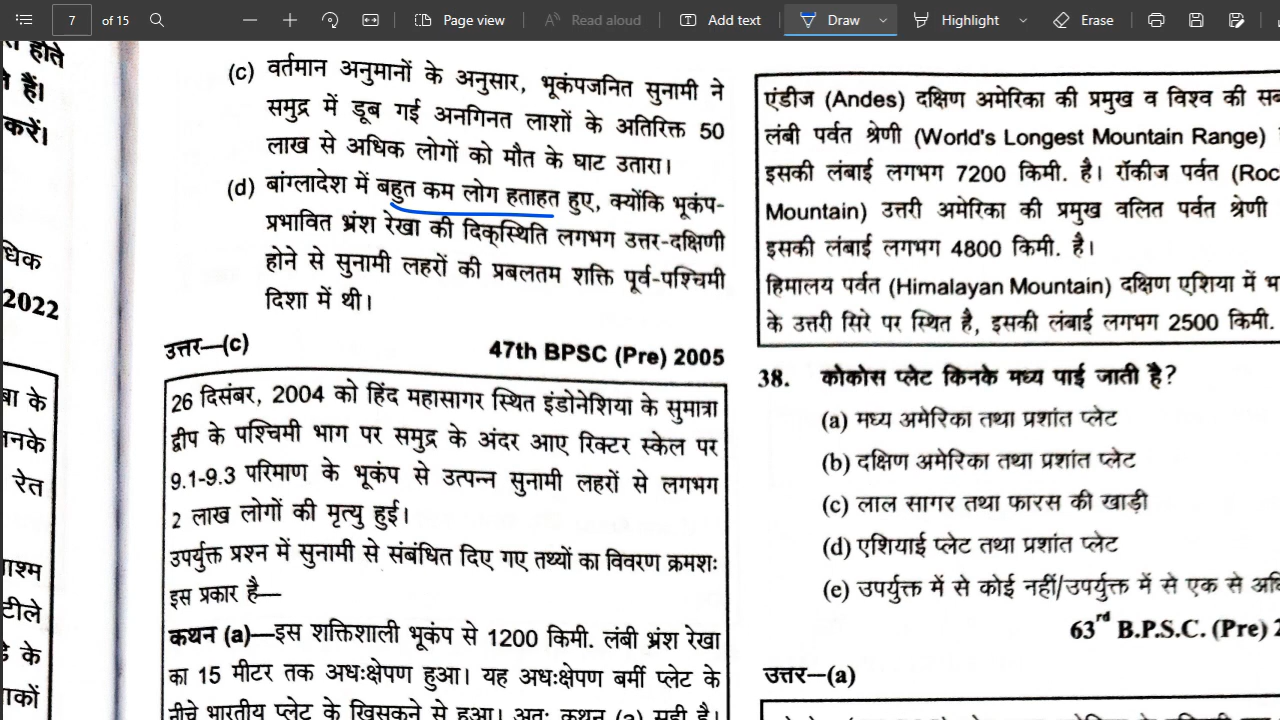 7 of 15 Page view Read aloud Add text Draw Highlight Erase
होते
हैं।
करें।
2022
बा के
रेत
टीले
के
(c) वर्तमान अनुमानों के अनुसार, भूकंपजनित सुनामी ने
समुद्र में डूब गई अनगिनत लाशों के अतिरिक्त 50
लाख से अधिक लोगों को मौत के घाट उतारा।
(d) बांग्लादेश में बहुत कम लोग हताहत हुए, क्योंकि भूकंप-
प्रभावित भ्रंश रेखा की दिक्स्थिति लगभग उत्तर-दक्षिणी
होने से सुनामी लहरों की प्रबलतम शक्ति पूर्व-पश्चिमी
दिशा में थी।
उत्तर—(c) 47th BPSC (Pre) 2005
26 दिसंबर, 2004 को हिंद महासागर स्थित इंडोनेशिया के सुमात्रा
द्वीप के पश्चिमी भाग पर समुद्र के अंदर आए रिक्टर स्केल पर
9.1-9.3 परिमाण के भूकंप से उत्पन्न सुनामी लहरों से लगभग
2 लाख लोगों की मृत्यु हुई।
उपर्युक्त प्रश्न में सुनामी से संबंधित दिए गए तथ्यों का विवरण क्रमशः
इस प्रकार है—
कथन (a)—इस शक्तिशाली भूकंप से 1200 किमी. लंबी भ्रंश रेखा
का 15 मीटर तक अधःक्षेपण हुआ। यह अधःक्षेपण बर्मी प्लेट के
नीचे भारतीय प्लेट के खिसकने से हुआ। अतः कथन (a) सही है।
एंडीज (Andes) दक्षिण अमेरिका की प्रमुख व विश्व की
लंबी पर्वत श्रेणी (World's Longest Mountain Range)
इसकी लंबाई लगभग 7200 किमी. है। रॉकीज पर्वत (Roc
Mountain) उत्तरी अमेरिका की प्रमुख वलित पर्वत श्रेणी
इसकी लंबाई लगभग 4800 किमी. है।
हिमालय पर्वत (Himalayan Mountain) दक्षिण एशिया में
के उत्तरी सिरे पर स्थित है, इसकी लंबाई लगभग 2500 किमी.
38. कोकोस प्लेट किनके मध्य पाई जाती है?
(a) मध्य अमेरिका तथा प्रशांत प्लेट
(b) दक्षिण अमेरिका तथा प्रशांत प्लेट
(c) लाल सागर तथा फारस की खाड़ी
(d) एशियाई प्लेट तथा प्रशांत प्लेट
(e) उपर्युक्त में से कोई नहीं/उपर्युक्त में से एक से
63rd B.P.S.C. (Pre)
उत्तर—(a)